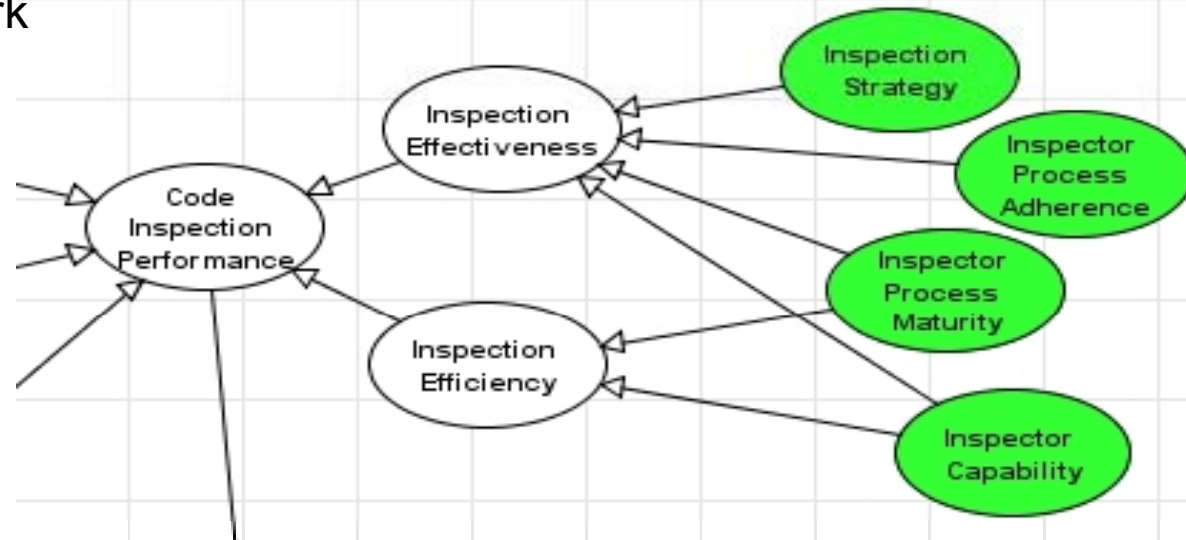 rk
Inspection
Strategy
Inspection
Effectiveness
Inspector
Process
Adherence
Code
Inspection
Performance
Inspector
Process
Maturity
Inspection
Efficiency
Inspector
Capability